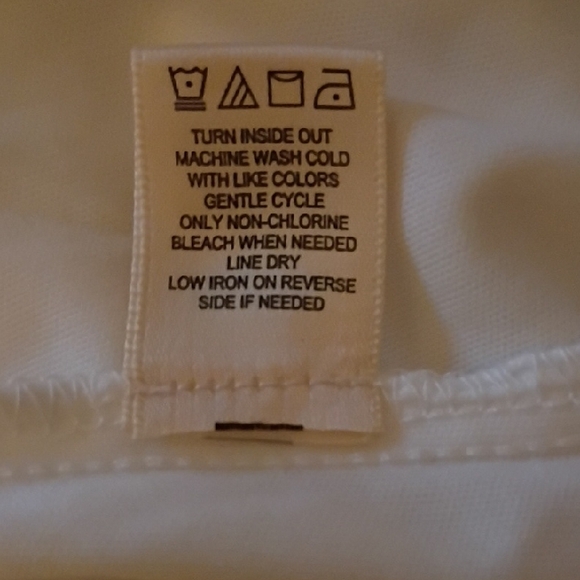 TURN INSIDE OUT
MACHINE WASH COLD
WITH LIKE COLORS
GENTLE CYCLE
ONLY NON-CHLORINE
BLEACH WHEN NEEDED
LINE DRY
LOW IRON ON REVERSE
SIDE IF NEEDED